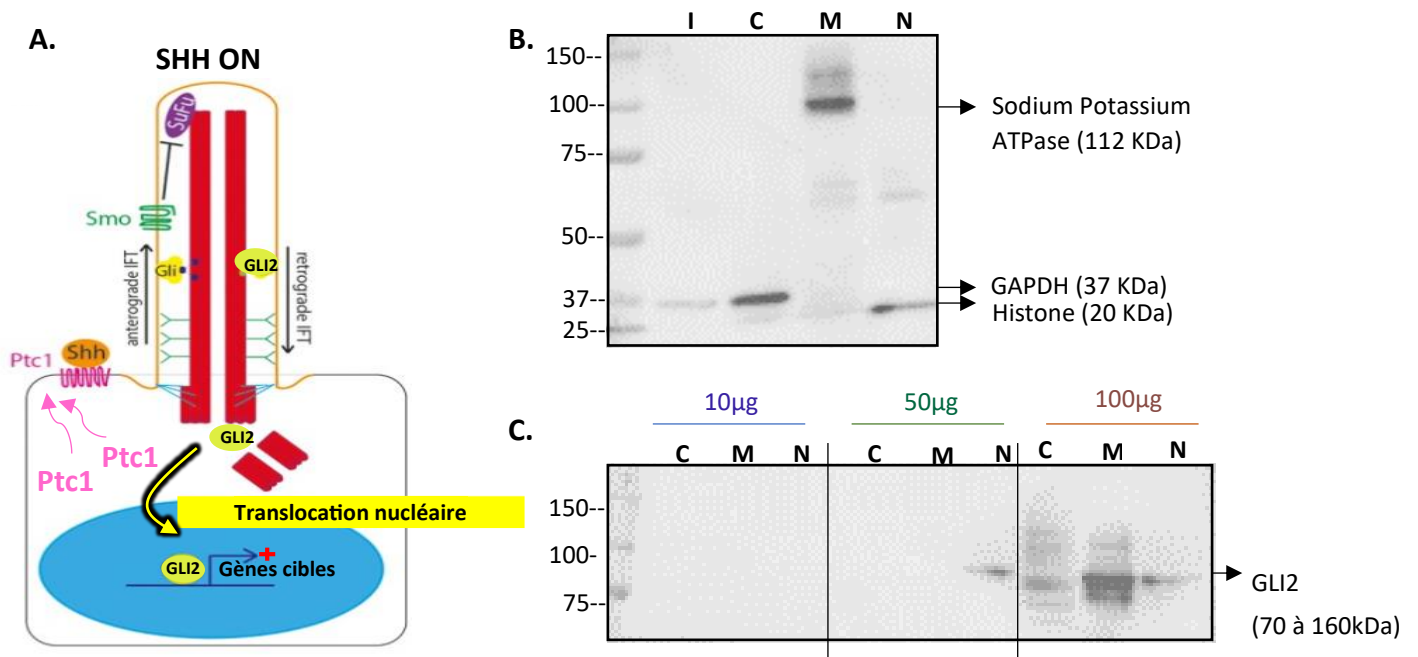 A.
SHH ON
SuFu
Smo
anterograde IFT
Gli
GLI2
retrograde IFT
Ptc1
Shh
GLI2
Ptc1
Ptc1
Translocation nucléaire
GLI2
Gènes cibles
B.
I C M N
150--
100--
75--
50--
37--
25--
Sodium Potassium
ATPase (112 KDa)
GAPDH (37 KDa)
Histone (20 KDa)
C.
10µg 50µg 100µg
C M N C M N C M N
150--
100-
75--
GLI2
(70 à 160kDa)